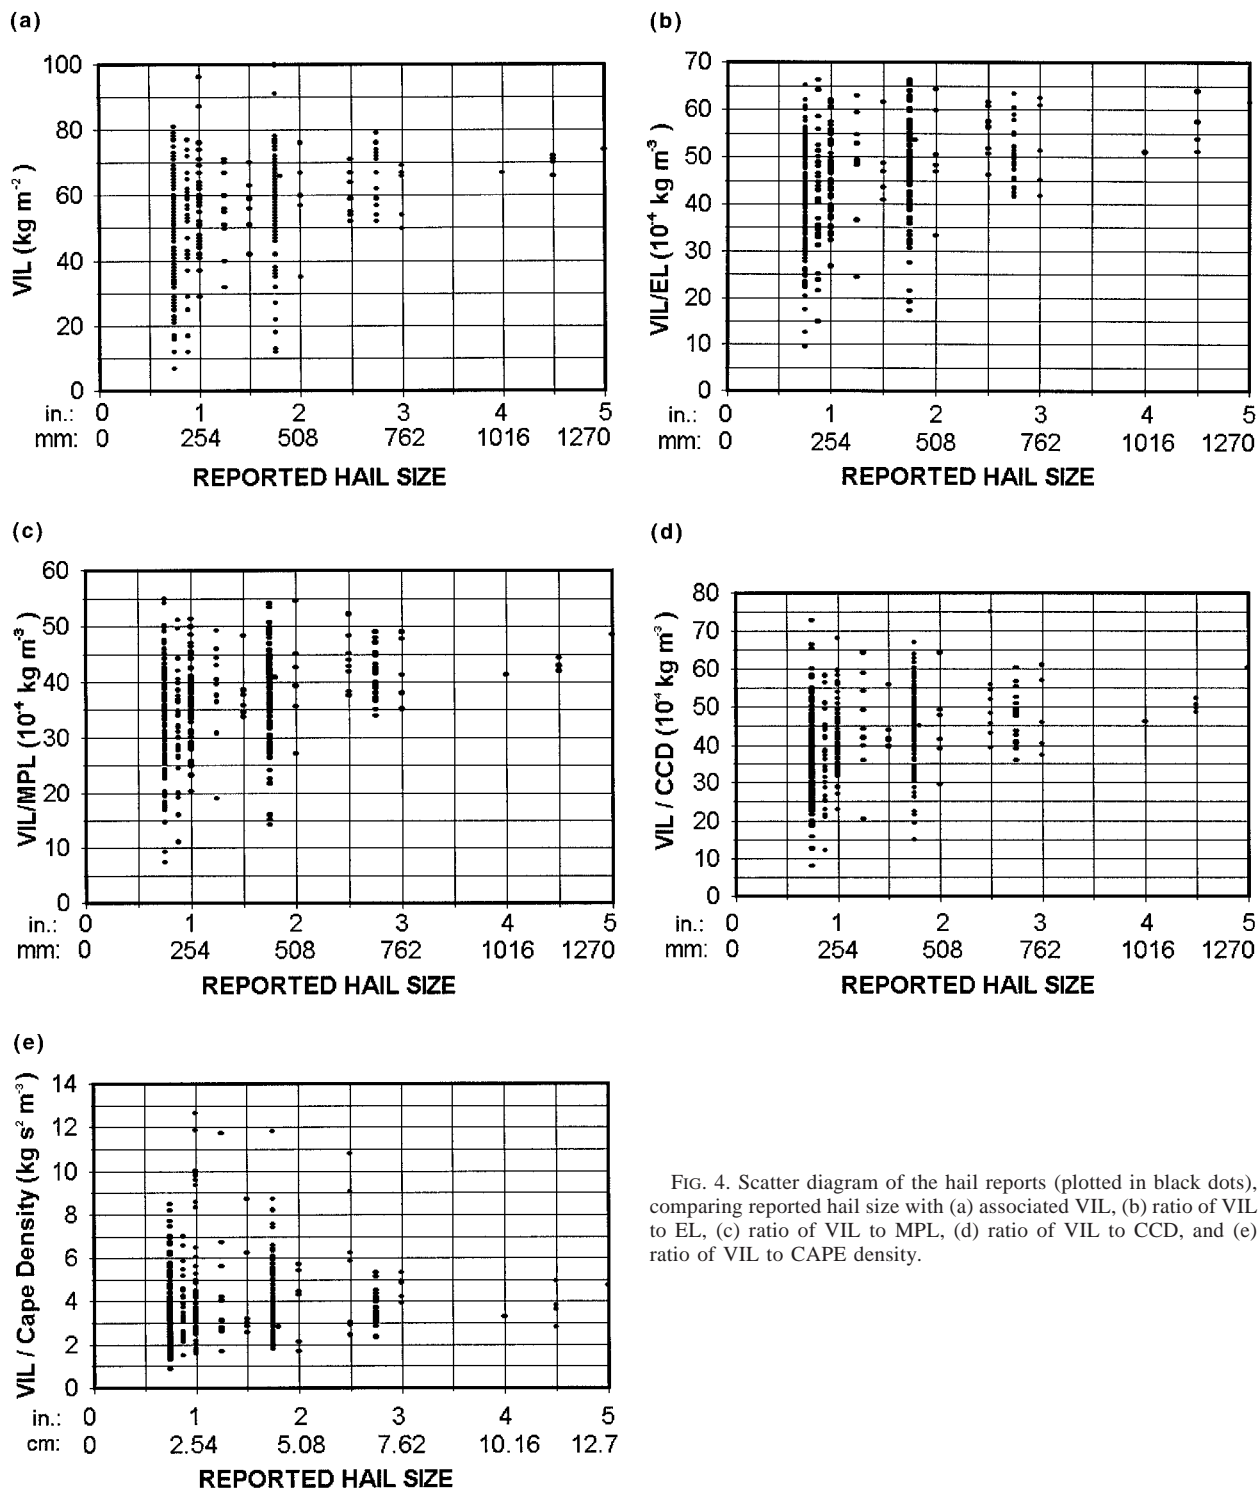 (a)
VIL (kg m⁻²)
100
80
60
40
20
0
in.: 0 1 2 3 4 5
mm: 0 254 508 762 1016 1270
REPORTED HAIL SIZE
(b)
VIL/EL (10⁻⁴ kg m⁻³)
70
60
50
40
30
20
10
0
in.: 0 1 2 3 4 5
mm: 0 254 508 762 1016 1270
REPORTED HAIL SIZE
(c)
VIL/MPL (10⁻⁴ kg m⁻³)
60
50
40
30
20
10
0
in.: 0 1 2 3 4 5
mm: 0 254 508 762 1016 1270
REPORTED HAIL SIZE
(d)
VIL / CCD (10⁻⁴ kg m⁻³)
80
70
60
50
40
30
20
10
0
in.: 0 1 2 3 4 5
mm: 0 254 508 762 1016 1270
REPORTED HAIL SIZE
(e)
VIL / Cape Density (kg s² m⁻³)
14
12
10
8
6
4
2
0
in.: 0 1 2 3 4 5
cm: 0 2.54 5.08 7.62 10.16 12.7
REPORTED HAIL SIZE
FIG. 4. Scatter diagram of the hail reports (plotted in black dots),
comparing reported hail size with (a) associated VIL, (b) ratio of VIL
to EL, (c) ratio of VIL to MPL, (d) ratio of VIL to CCD, and (e)
ratio of VIL to CAPE density.